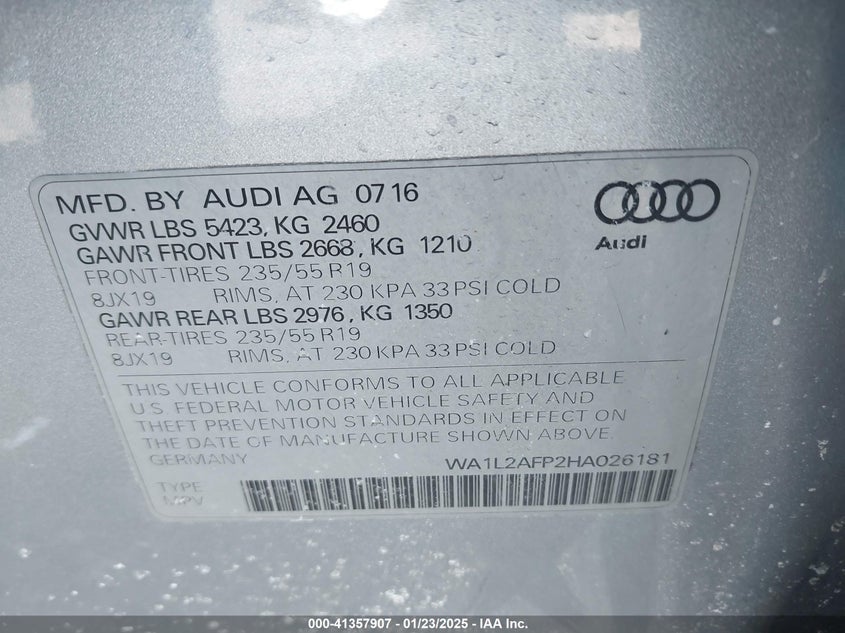 MFD. BY AUDI AG 0716
GVWR LBS 5423, KG 2460
GAWR FRONT LBS 2668, KG 1210
FRONT-TIRES 235/55 R19
8JX19 RIMS, AT 230 KPA 33 PSI COLD
GAWR REAR LBS 2976, KG 1350
REAR-TIRES 235/55 R19
8JX19 RIMS, AT 230 KPA 33 PSI COLD
Audi
THIS VEHICLE CONFORMS TO ALL APPLICABLE
U.S. FEDERAL MOTOR VEHICLE SAFETY AND
THEFT PREVENTION STANDARDS IN EFFECT ON
THE DATE OF MANUFACTURE SHOWN ABOVE.
GERMANY WA1L2AFP2HA026181
TYPE
MPV
000-41357907 - 01/23/2025 - IAA Inc.